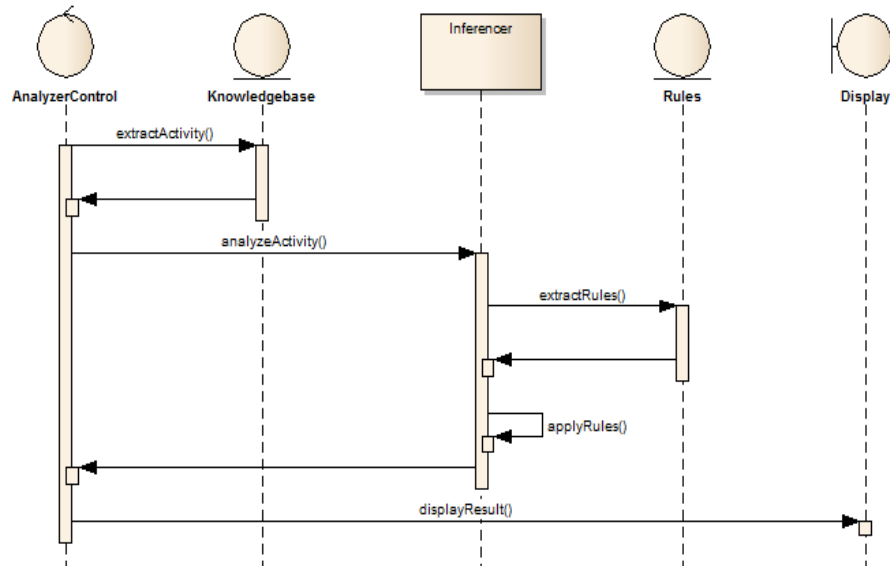 Inferencer
AnalyzerControl
Knowledgebase
Rules
Display
extractActivity()
analyzeActivity()
extractRules()
applyRules()
displayResult()